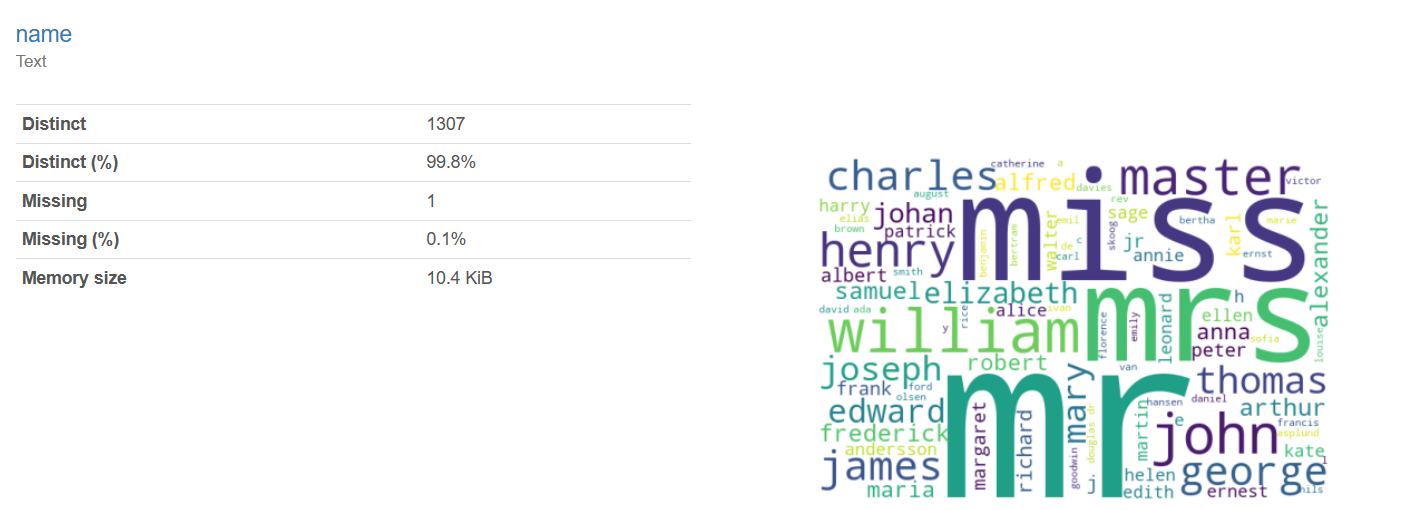 name
Text
Distinct 1307
Distinct (%) 99.8%
Missing 1
Missing (%) 0.1%
Memory size 10.4 KiB
charles catherine a alfred davies miss master victor
august rev
harry johan elias patrick brown walter emil sage bertha karl marie alexander
henry benjamin bertram de c carl skoog jr annie ernst
albert smith
samuel elizabeth mrs h
david ada alice ivan ellen
william y rice florence emily leonard anna sofia louise
peter
joseph robert van thomas
frank ford olsen mr mary hansen daniel
edward margaret richard martin e john arthur francis
frederick asplund
andersson goodwin douglas dr kate l
james j. helen george
maria edith ernest nils